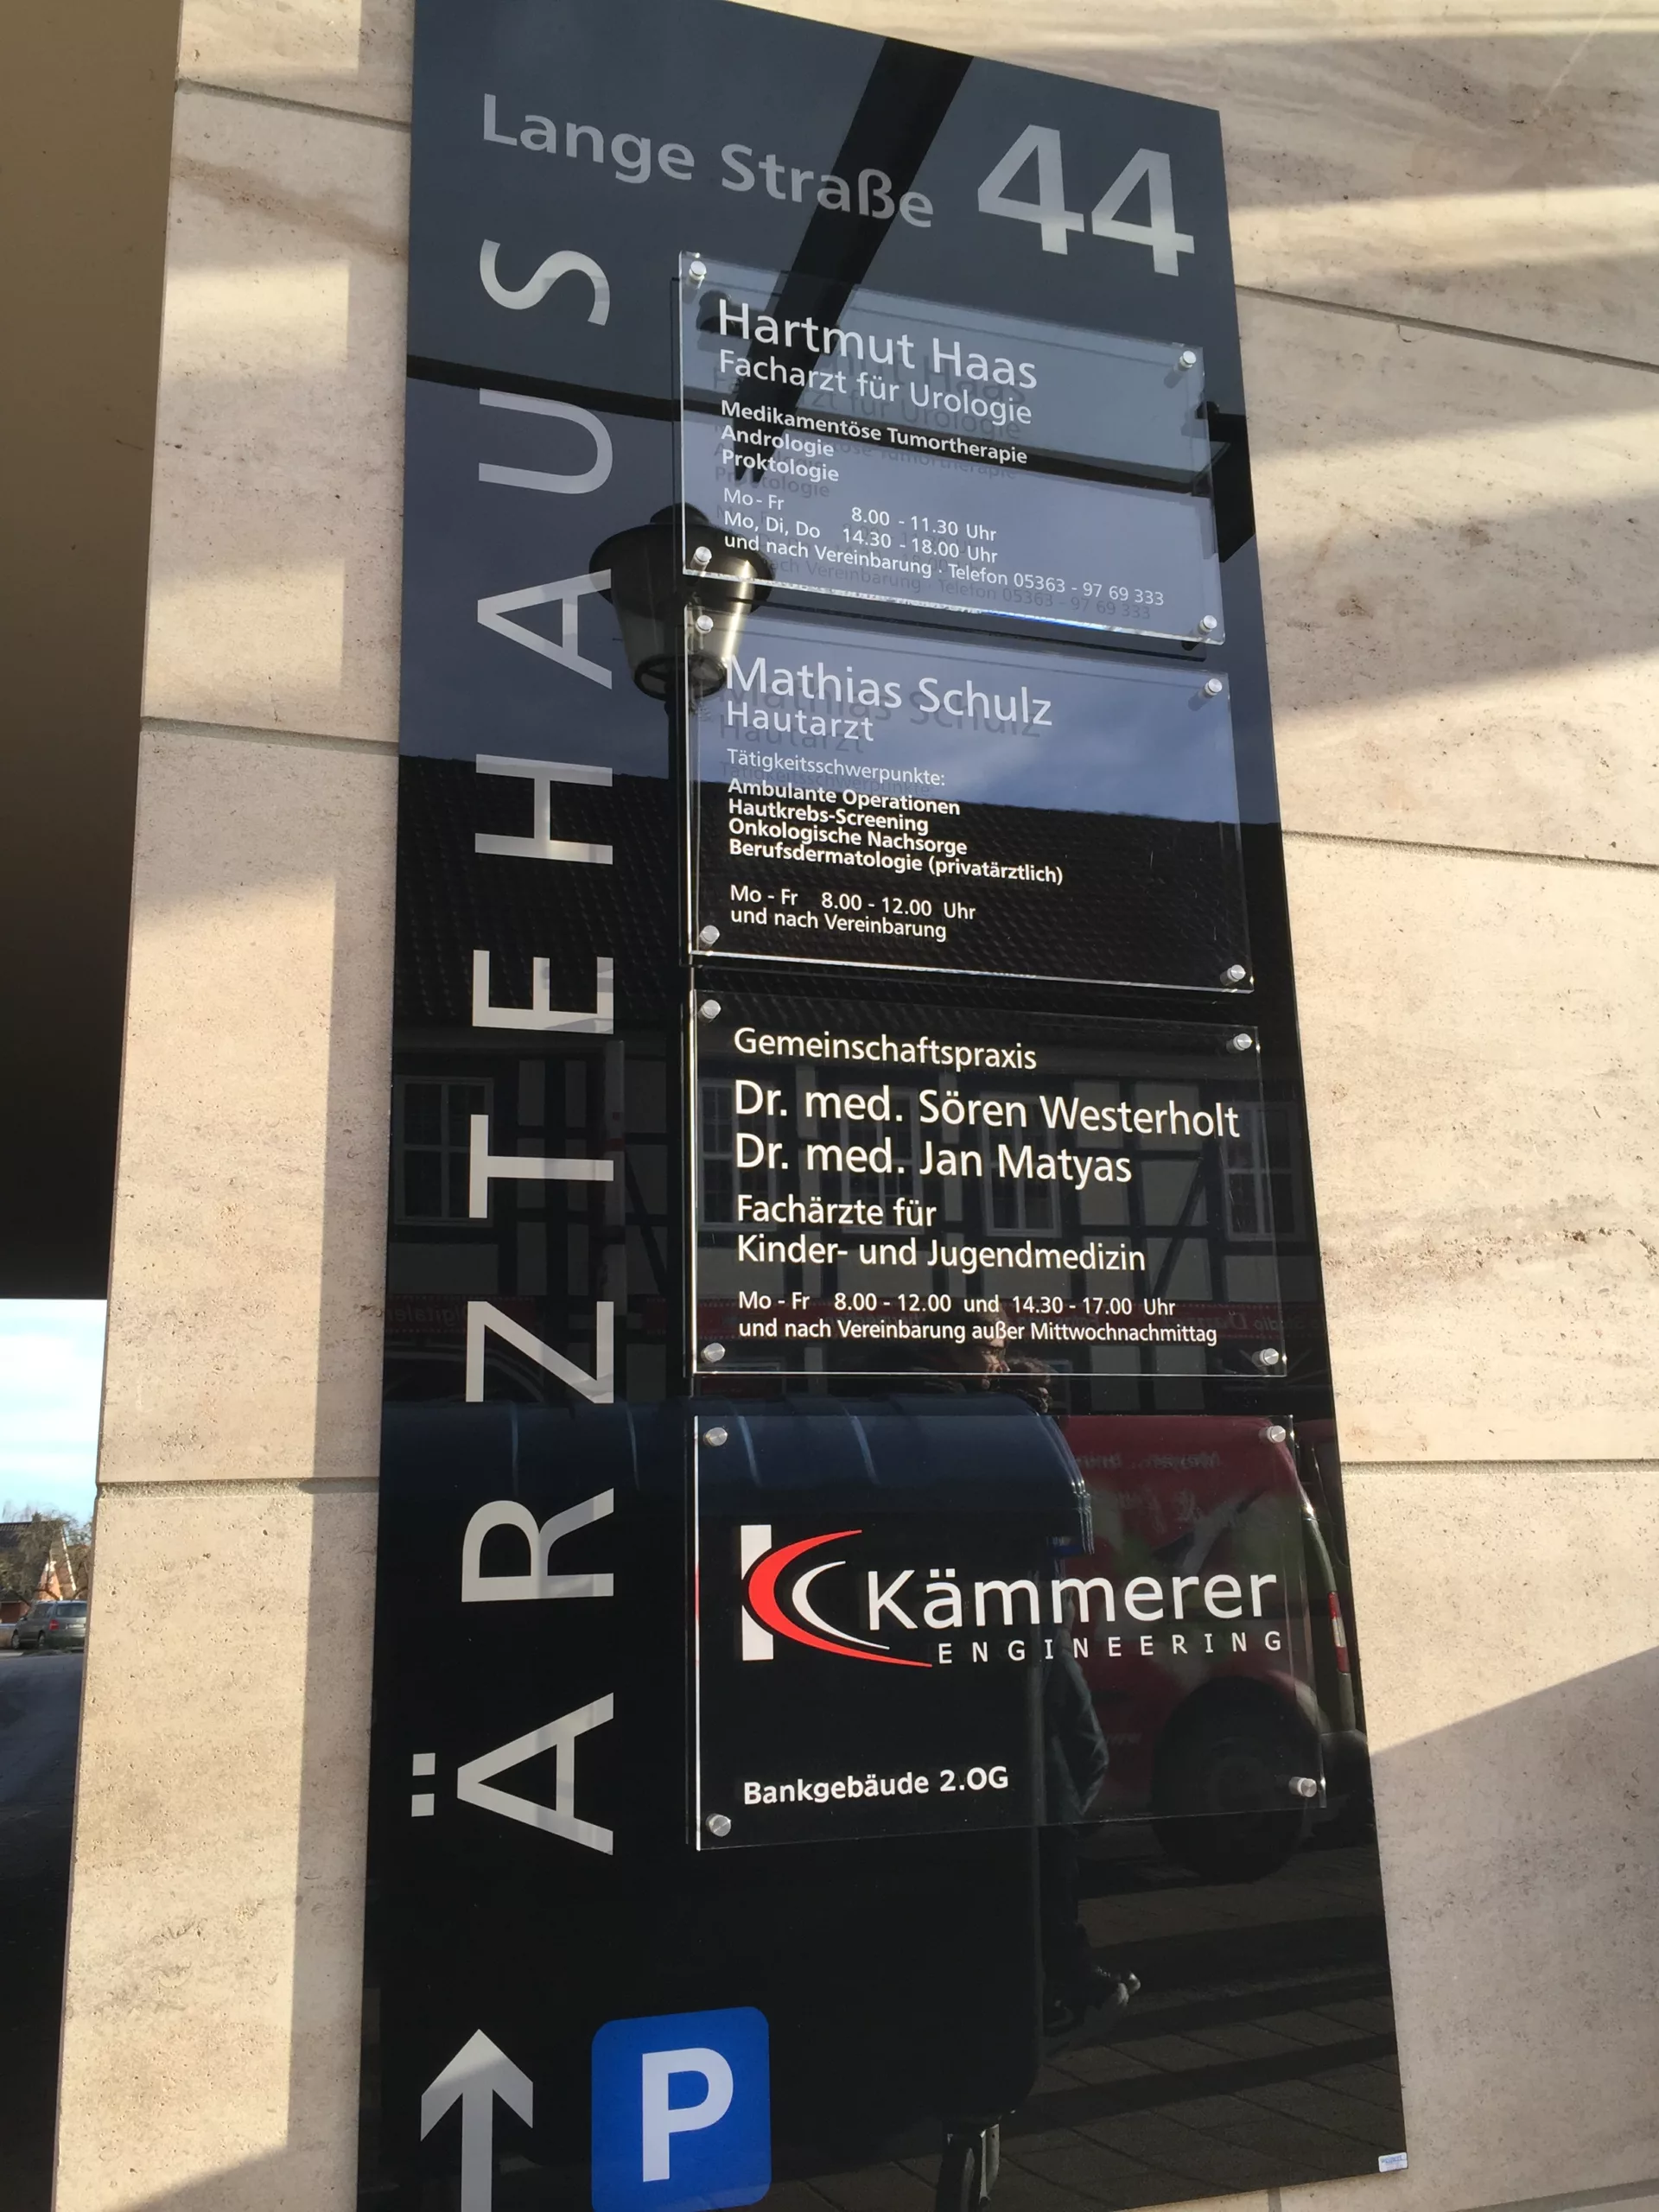 Lange Straße 44
ÄRZTEHAUS
Hartmut Haas
Facharzt für Urologie
Medikamentöse Tumortherapie
Andrologie
Proktologie
Mo - Fr 8.00 - 11.30 Uhr
Mo, Di, Do 14.30 - 18.00 Uhr
und nach Vereinbarung · Telefon 05363 - 97 69 333
Mathias Schulz
Hautarzt
Tätigkeitsschwerpunkte:
Ambulante Operationen
Hautkrebs-Screening
Onkologische Nachsorge
Berufsdermatologie (privatärztlich)
Mo - Fr 8.00 - 12.00 Uhr
und nach Vereinbarung
Gemeinschaftspraxis
Dr. med. Sören Westerholt
Dr. med. Jan Matyas
Fachärzte für
Kinder- und Jugendmedizin
Mo - Fr 8.00 - 12.00 und 14.30 - 17.00 Uhr
und nach Vereinbarung außer Mittwochnachmittag
Kämmerer
ENGINEERING
Bankgebäude 2.OG
P